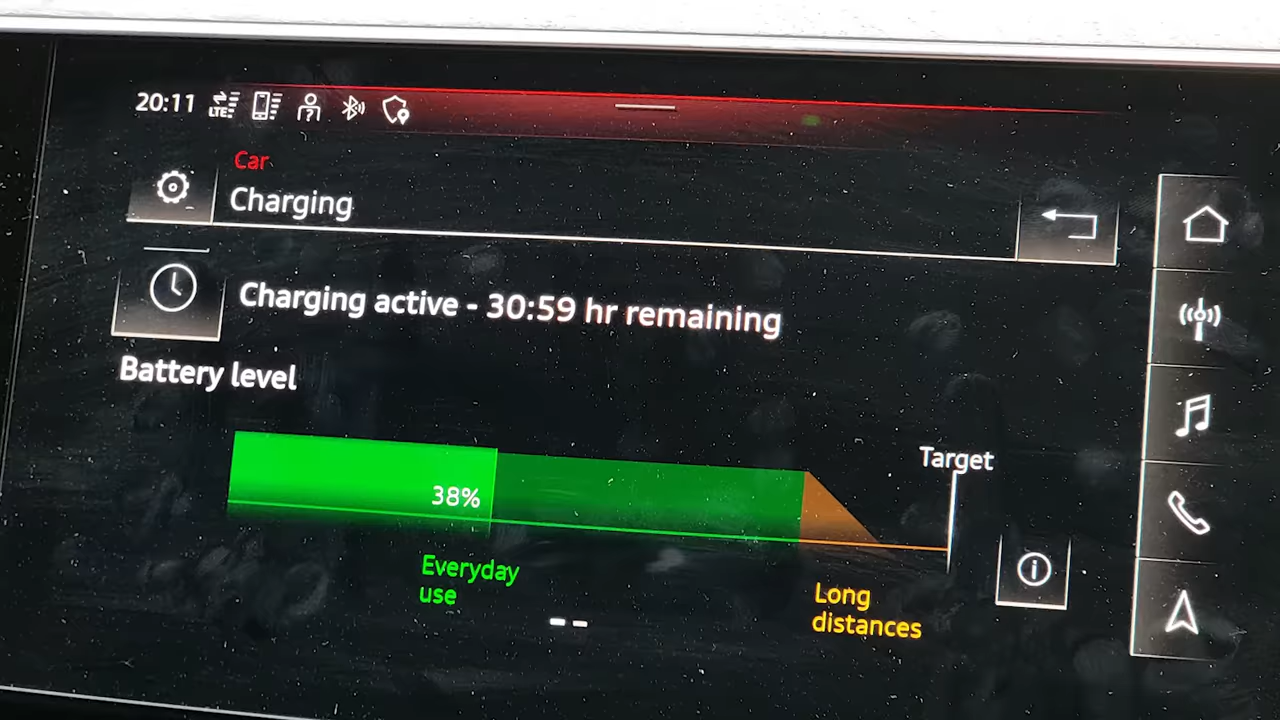 20:11 LTE
Car
Charging
Charging active - 30:59 hr remaining
Battery level
Target
38%
Everyday
use
Long
distances